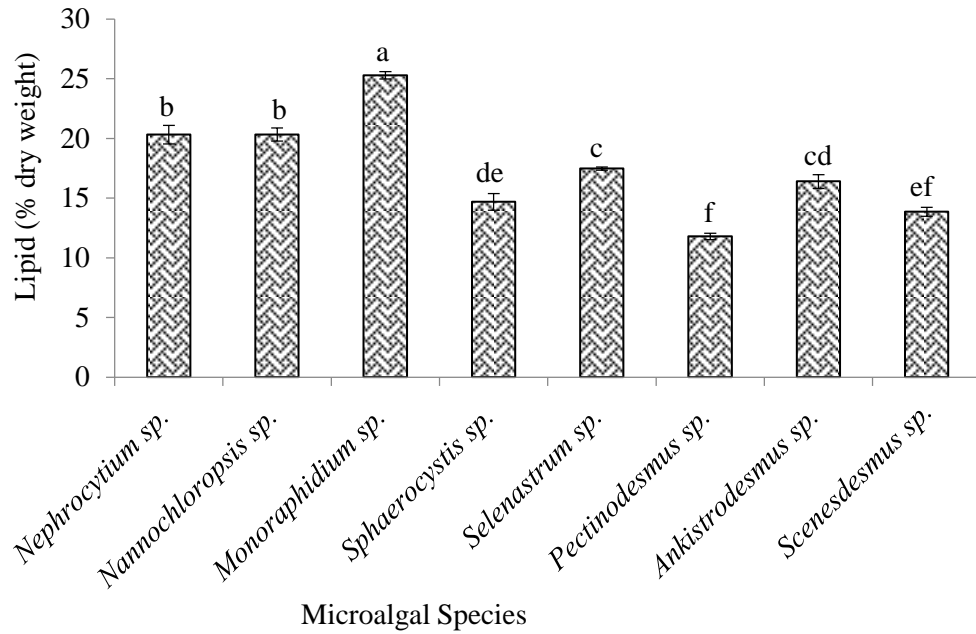 30
25
20
15
10
5
0
Lipid (% dry weight)
b
b
a
de
c
f
cd
ef
Nephrocytium sp.
Nannochloropsis sp.
Monoraphidium sp.
Sphaerocystis sp.
Selenastrum sp.
Pectinodesmus sp.
Ankistrodesmus sp.
Scenesdesmus sp.
Microalgal Species